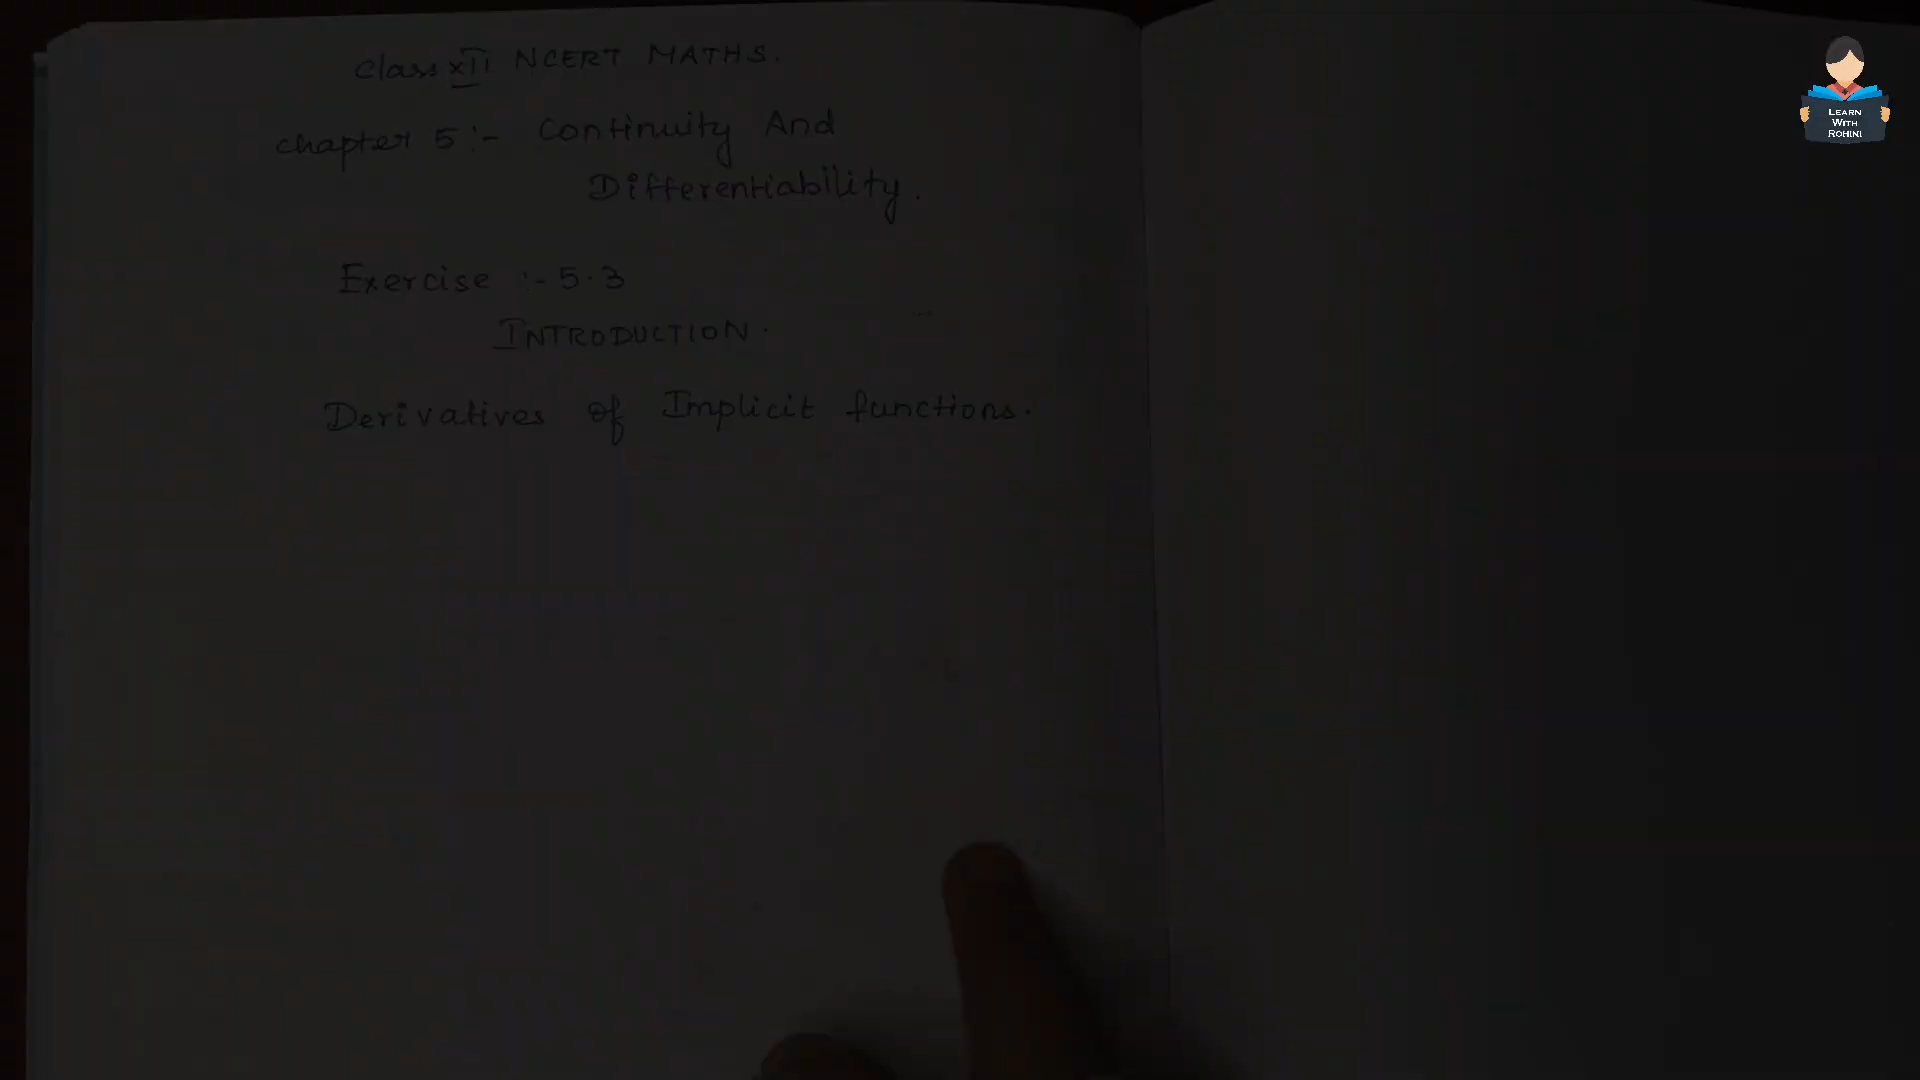 Class XII NCERT MATHS.
Chapter 5 :- Continuity And
Differentiability.
Exercise :- 5.3
INTRODUCTION.
Derivatives of Implicit functions.
LEARN
WITH
ROHINI